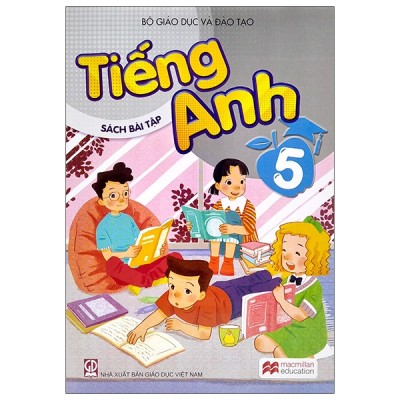 BỘ GIÁO DỤC VÀ ĐÀO TẠO
Tiếng
Anh
SÁCH BÀI TẬP
5
GD
NHÀ XUẤT BẢN GIÁO DỤC VIỆT NAM
macmillan
education